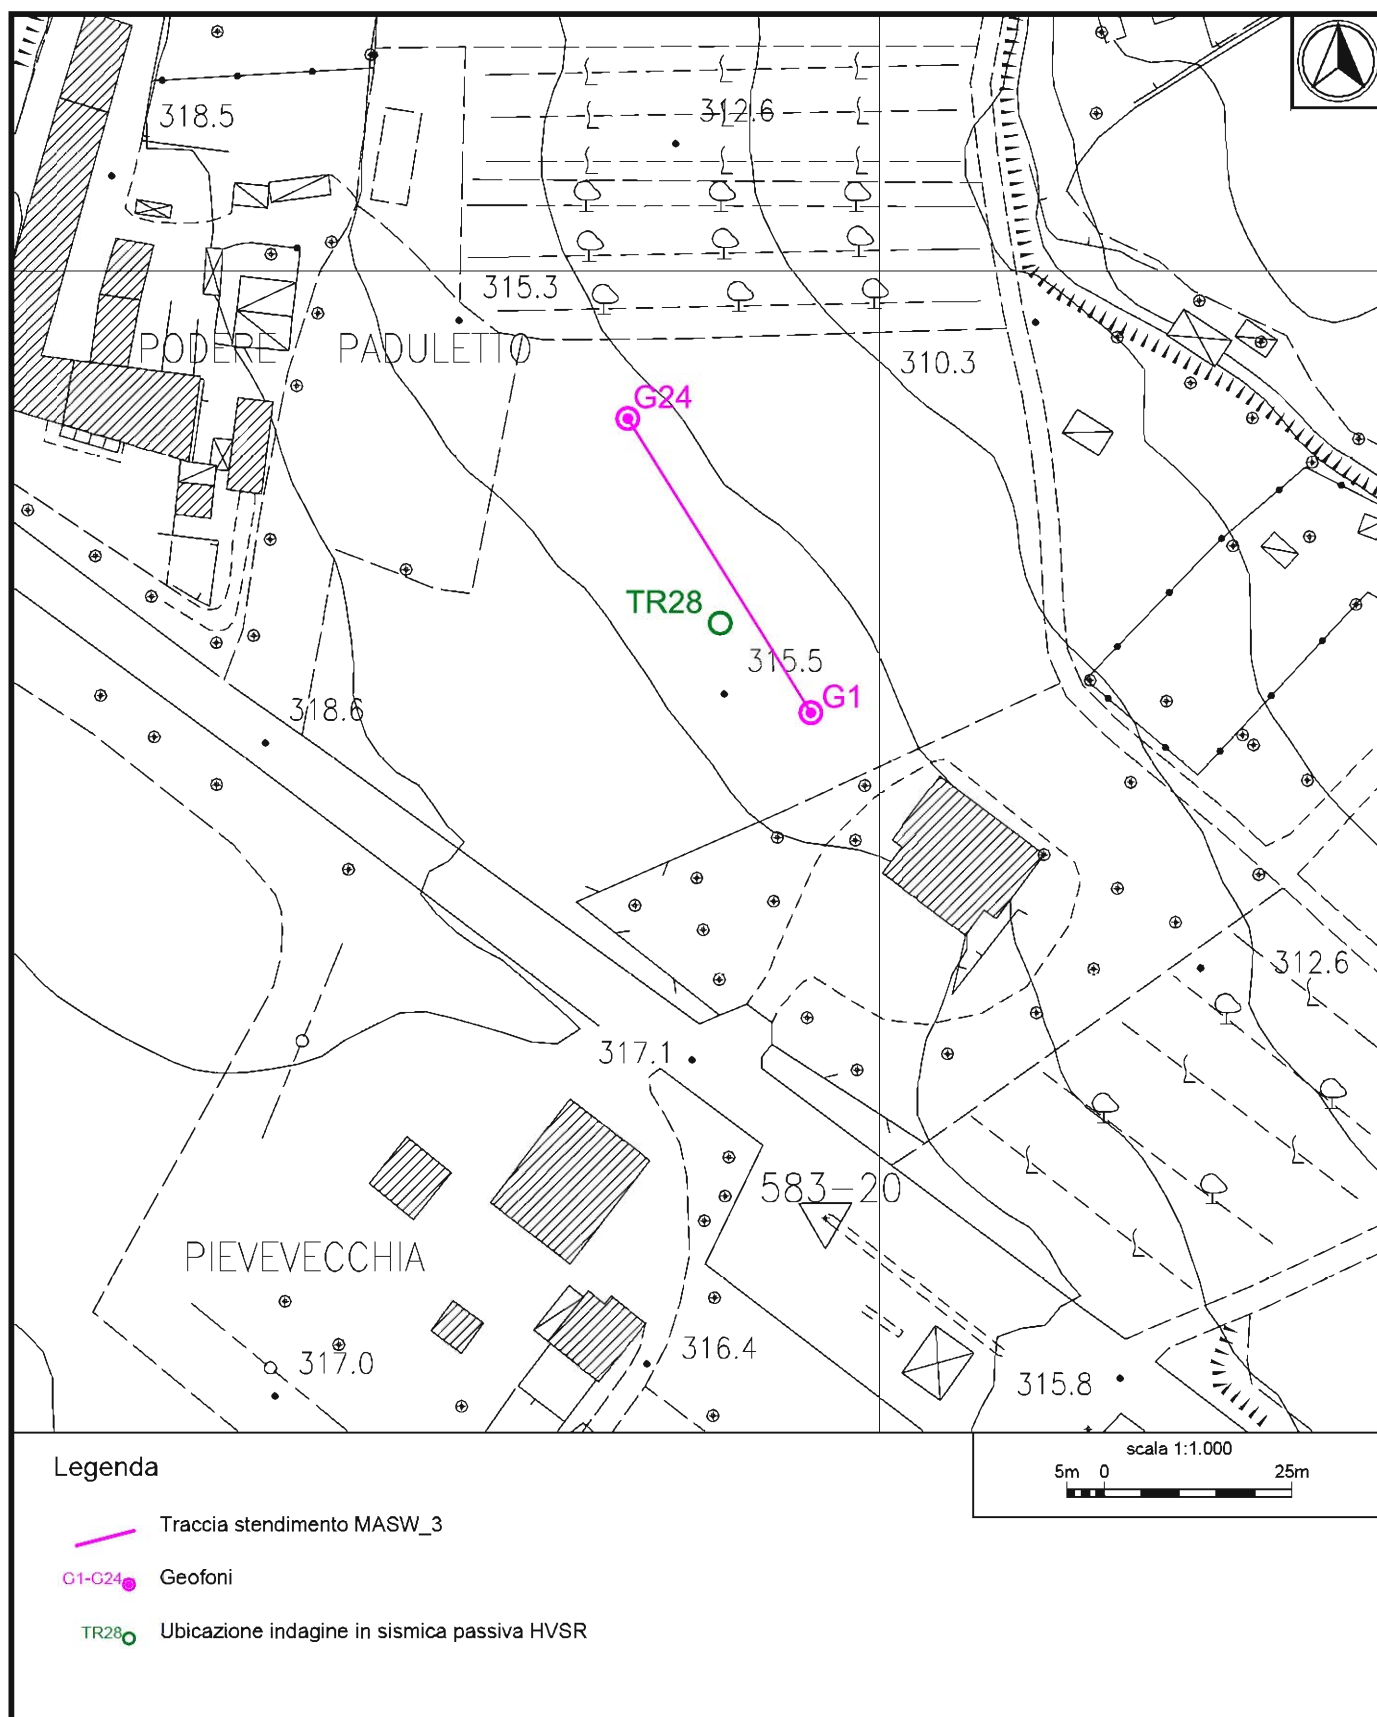 318.5
312.6
315.3
PODERE PADULETTO
310.3
G24
TR28
315.5
G1
318.6
312.6
317.1
583-20
PIEVEVECCHIA
317.0
316.4
315.8
Legenda
scala 1:1.000
5m 0 25m
Traccia stendimento MASW_3
G1-G24 Geofoni
TR28 Ubicazione indagine in sismica passiva HVSR